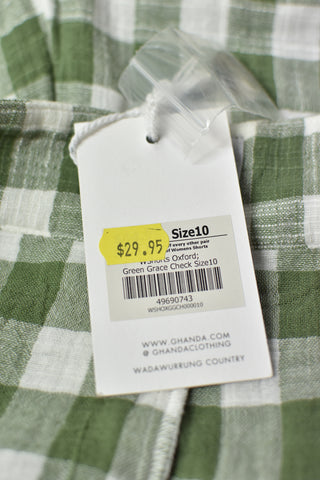 Size10
f every other pair
of Womens Shorts
$29.95
WShorts Oxford;
Green Grace Check Size10
49690743
WSHOXGGCH000010
WWW.GHANDA.COM
@ GHANDACLOTHING
WADAWURRUNG COUNTRY